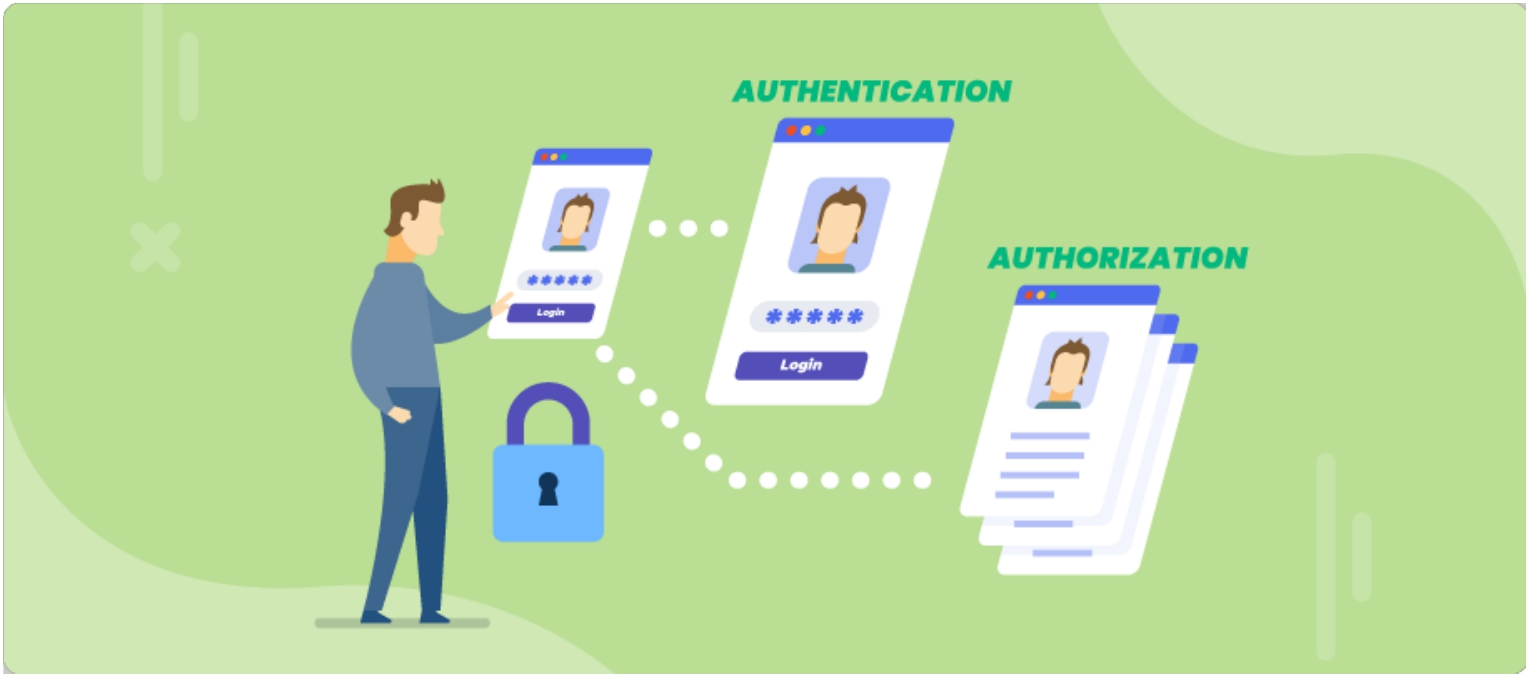 AUTHENTICATION
AUTHORIZATION
*****
Login
*****
Login